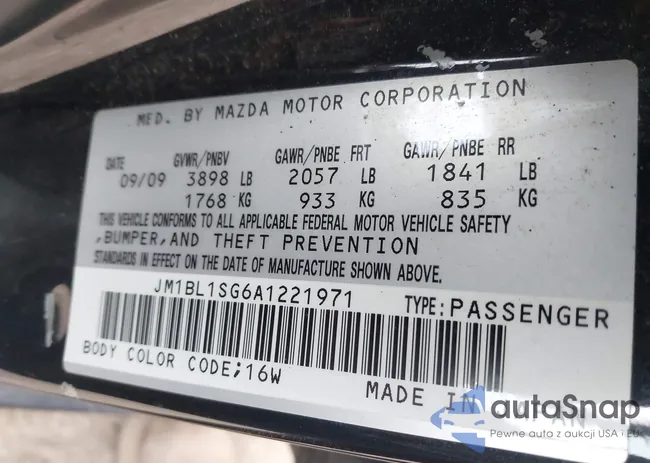 MFD. BY MAZDA MOTOR CORPORATION
DATE GVWR/PNBV GAWR/PNBE FRT GAWR/PNBE RR
09/09 3898 LB 2057 LB 1841 LB
1768 KG 933 KG 835 KG
THIS VEHICLE CONFORMS TO ALL APPLICABLE FEDERAL MOTOR VEHICLE SAFETY
,BUMPER,AND THEFT PREVENTION
STANDARDS IN EFFECT ON THE DATE OF MANUFACTURE SHOWN ABOVE.
JM1BL1SG6A1221971 TYPE:PASSENGER
BODY COLOR CODE;16W
MADE IN
autoSnap
Pewne auta z aukcji USA i EU